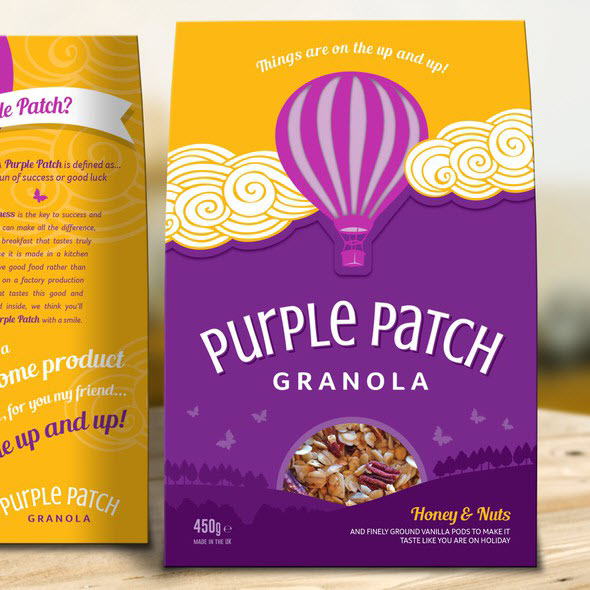 le Patch?
Purple Patch is defined as...
un of success or good luck
ness is the key to success and
can make all the difference,
breakfast that tastes truly
e it is made in a kitchen
e good food rather than
on a factory production
at tastes this good and
d inside, we think you'll
rple Patch with a smile.
a
ome product
, for you my friend...
e up and up!
PURPLE PATCH
GRANOLA
Things are on the up and up!
PURPLE PATCH
GRANOLA
450g e
MADE IN THE UK
Honey & Nuts
AND FINELY GROUND VANILLA PODS TO MAKE IT
TASTE LIKE YOU ARE ON HOLIDAY